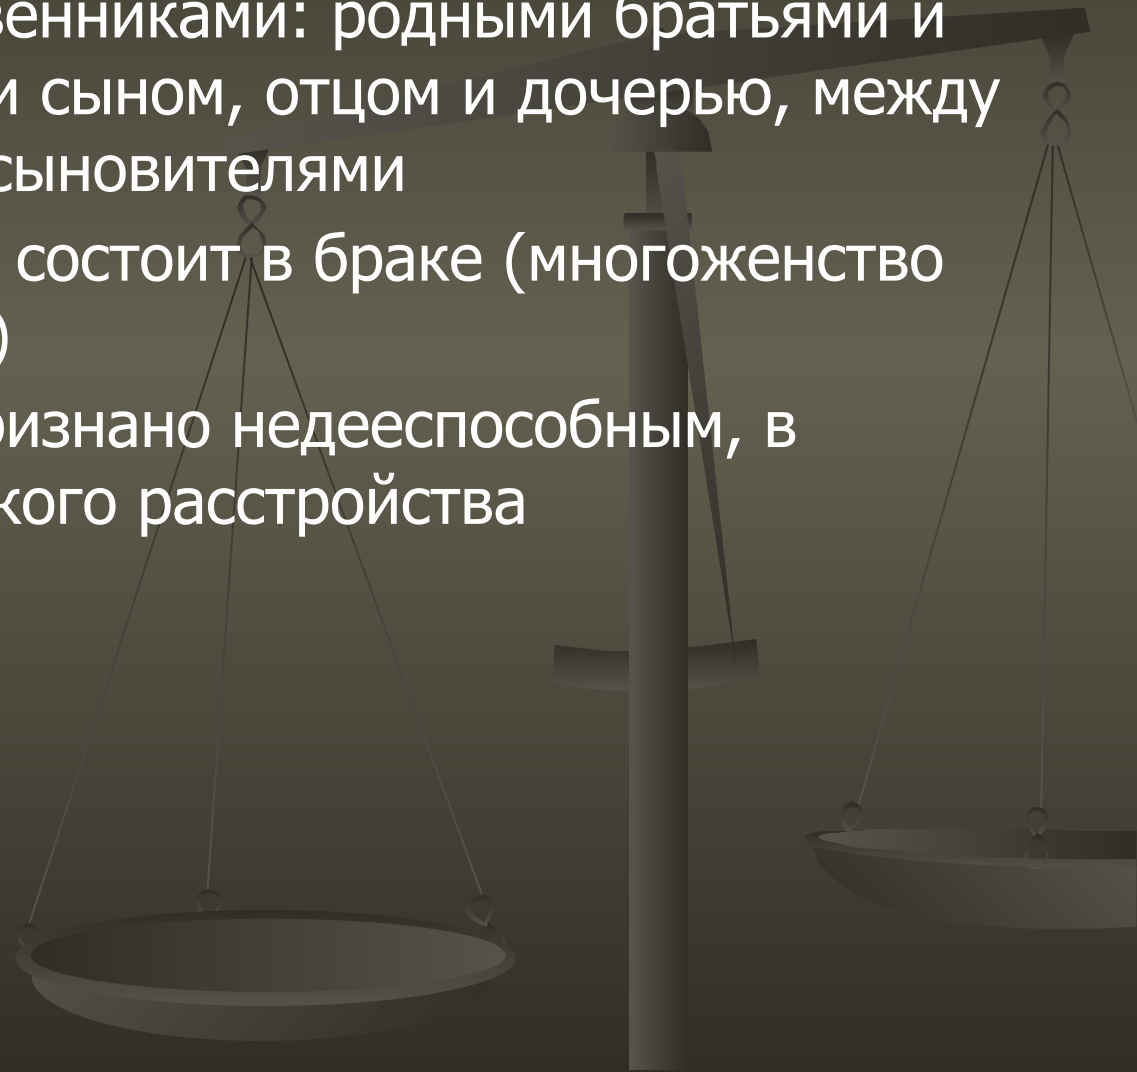 венниками: родными братьями и
и сыном, отцом и дочерью, между
сыновителями
состоит в браке (многоженство
)
ризнано недееспособным, в
кого расстройства